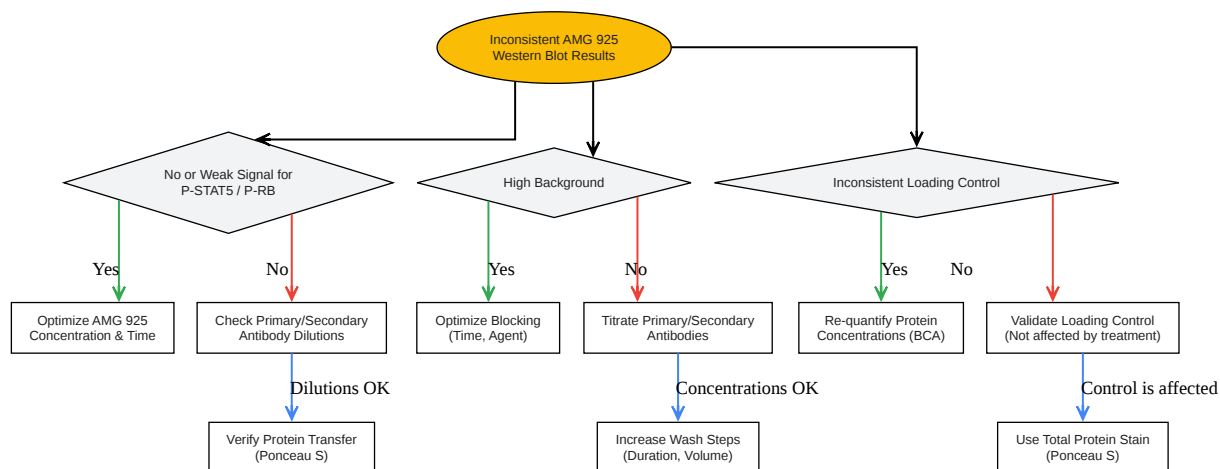 Inconsistent AMG 925
Western Blot Results
No or Weak Signal for
P-STAT5 / P-RB
High Background
Inconsistent Loading Control
Yes
No
Yes
No
Yes
No
Optimize AMG 925
Concentration & Time
Check Primary/Secondary
Antibody Dilutions
Optimize Blocking
(Time, Agent)
Titrate Primary/Secondary
Antibodies
Re-quantify Protein
Concentrations (BCA)
Validate Loading Control
(Not affected by treatment)
Dilutions OK
Concentrations OK
Control is affected
Verify Protein Transfer
(Ponceau S)
Increase Wash Steps
(Duration, Volume)
Use Total Protein Stain
(Ponceau S)